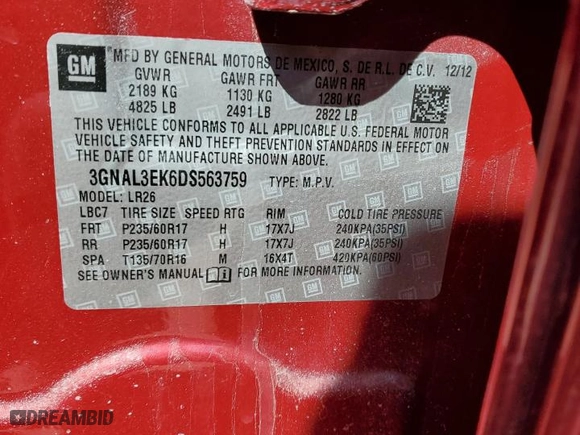 GM MFD BY GENERAL MOTORS DE MEXICO, S. DE R.L. DE C.V. 12/12
GVWR GAWR FRT GAWR RR
2189 KG 1130 KG 1280 KG
4825 LB 2491 LB 2822 LB
THIS VEHICLE CONFORMS TO ALL APPLICABLE U.S. FEDERAL MOTOR
VEHICLE SAFETY AND THEFT PREVENTION STANDARDS IN EFFECT ON
THE DATE OF MANUFACTURE SHOWN ABOVE.
3GNAL3EK6DS563759 TYPE: M.P.V.
MODEL: LR26
LBC7 TIRE SIZE SPEED RTG RIM COLD TIRE PRESSURE
FRT P235/60R17 H 17X7J 240KPA(35PSI)
RR P235/60R17 H 17X7J 240KPA(35PSI)
SPA T135/70R16 M 16X4T 420KPA(60PSI)
SEE OWNER'S MANUAL FOR MORE INFORMATION.
DREAMBID